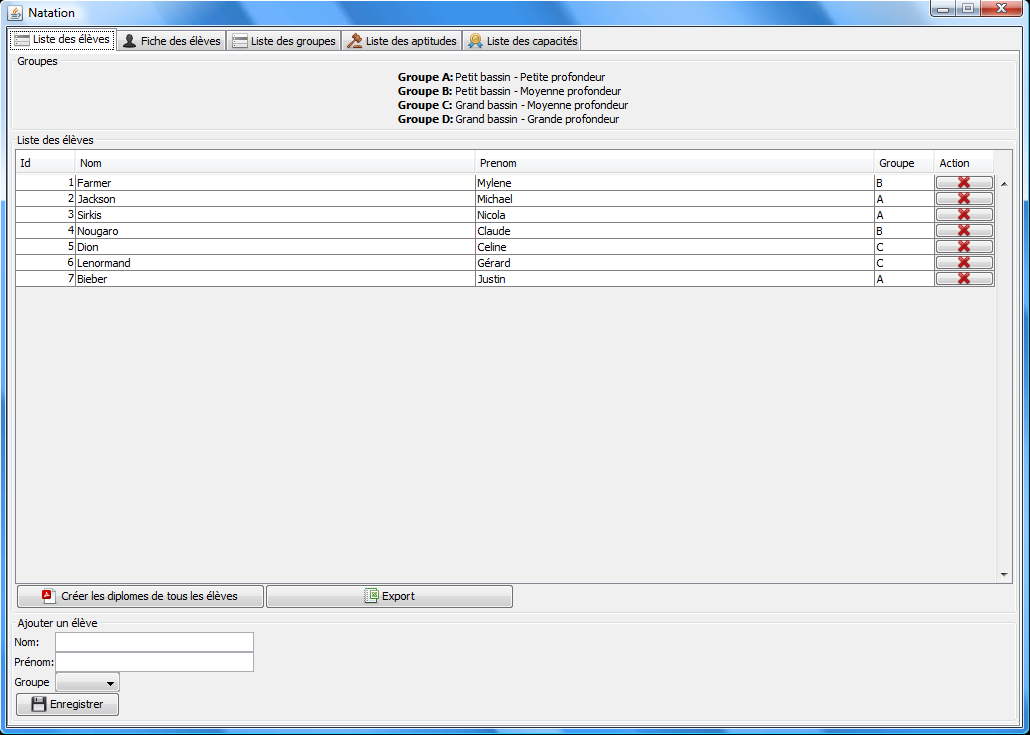 Natation
Liste des élèves Fiche des élèves Liste des groupes Liste des aptitudes Liste des capacités
Groupes
Groupe A: Petit bassin - Petite profondeur
Groupe B: Petit bassin - Moyenne profondeur
Groupe C: Grand bassin - Moyenne profondeur
Groupe D: Grand bassin - Grande profondeur
Liste des élèves
Id Nom Prenom Groupe Action
1 Farmer Mylene B
2 Jackson Michael A
3 Sirkis Nicola A
4 Nougaro Claude B
5 Dion Celine C
6 Lenormand Gérard C
7 Bieber Justin A
Créer les diplomes de tous les élèves Export
Ajouter un élève
Nom:
Prénom:
Groupe
Enregistrer